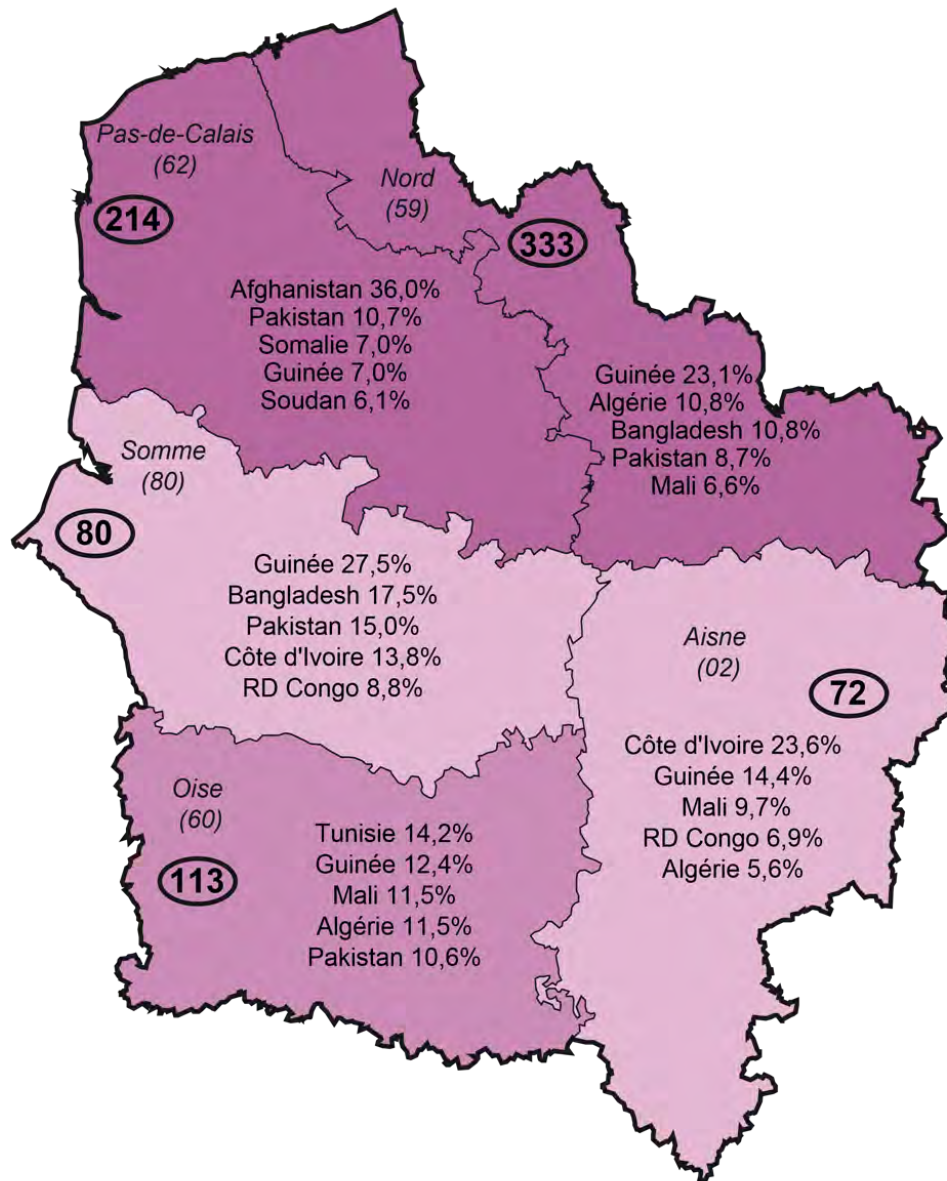 Pas-de-Calais
(62)
214
Nord
(59)
333
Afghanistan 36,0%
Pakistan 10,7%
Somalie 7,0%
Guinée 7,0%
Soudan 6,1%
Guinée 23,1%
Algérie 10,8%
Bangladesh 10,8%
Pakistan 8,7%
Mali 6,6%
Somme
(80)
80
Guinée 27,5%
Bangladesh 17,5%
Pakistan 15,0%
Côte d'Ivoire 13,8%
RD Congo 8,8%
Aisne
(02)
72
Côte d'Ivoire 23,6%
Guinée 14,4%
Mali 9,7%
RD Congo 6,9%
Algérie 5,6%
Oise
(60)
113
Tunisie 14,2%
Guinée 12,4%
Mali 11,5%
Algérie 11,5%
Pakistan 10,6%